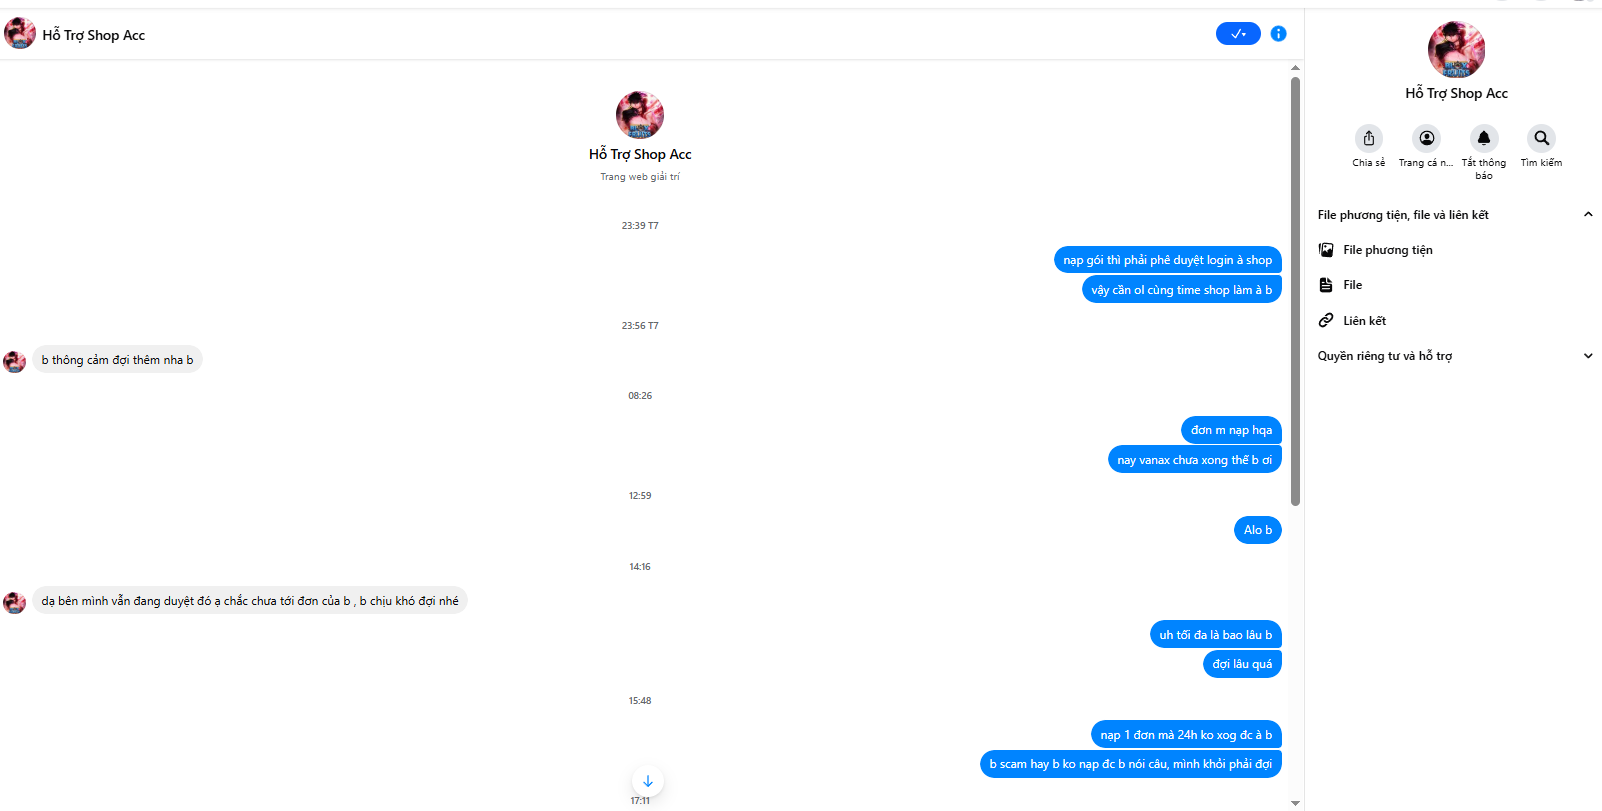 Hỗ Trợ Shop Acc
Hỗ Trợ Shop Acc
Trang web giải trí
23:39 T7
nạp gói thì phải phê duyệt login à shop
vậy cần ol cùng time shop làm à b
23:56 T7
b thông cảm đợi thêm nha b
08:26
đơn m nạp hqa
nay vanax chưa xong thế b ơi
12:59
Alo b
14:16
dạ bên mình vẫn đang duyệt đó ạ chắc chưa tới đơn của b , b chịu khó đợi nhé
uh tối đa là bao lâu b
đợi lâu quá
15:48
nạp 1 đơn mà 24h ko xog đc à b
b scam hay b ko nạp đc b nói câu, mình khỏi phải đợi
17:11
Hỗ Trợ Shop Acc
Chia sẻ
Trang cá n...
Tắt thông báo
Tìm kiếm
File phương tiện, file và liên kết
File phương tiện
File
Liên kết
Quyền riêng tư và hỗ trợ